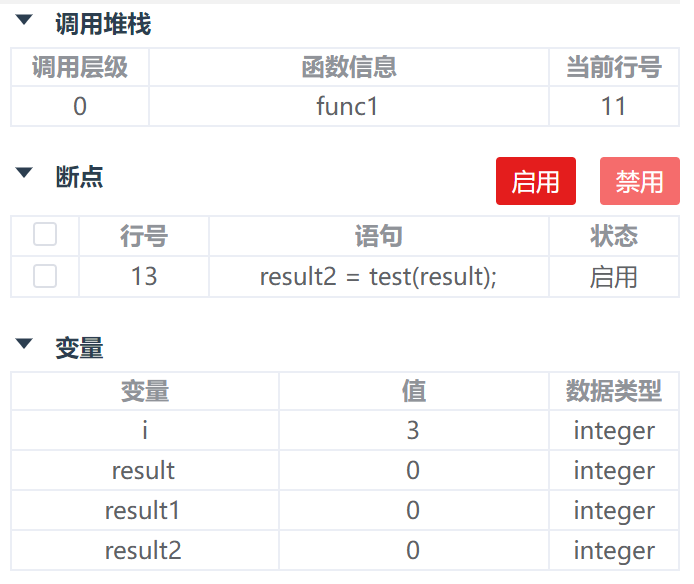 调用堆栈
调用层级 函数信息 当前行号
0 func1 11
断点 启用 禁用
行号 语句 状态
13 result2 = test(result); 启用
变量
变量 值 数据类型
i 3 integer
result 0 integer
result1 0 integer
result2 0 integer